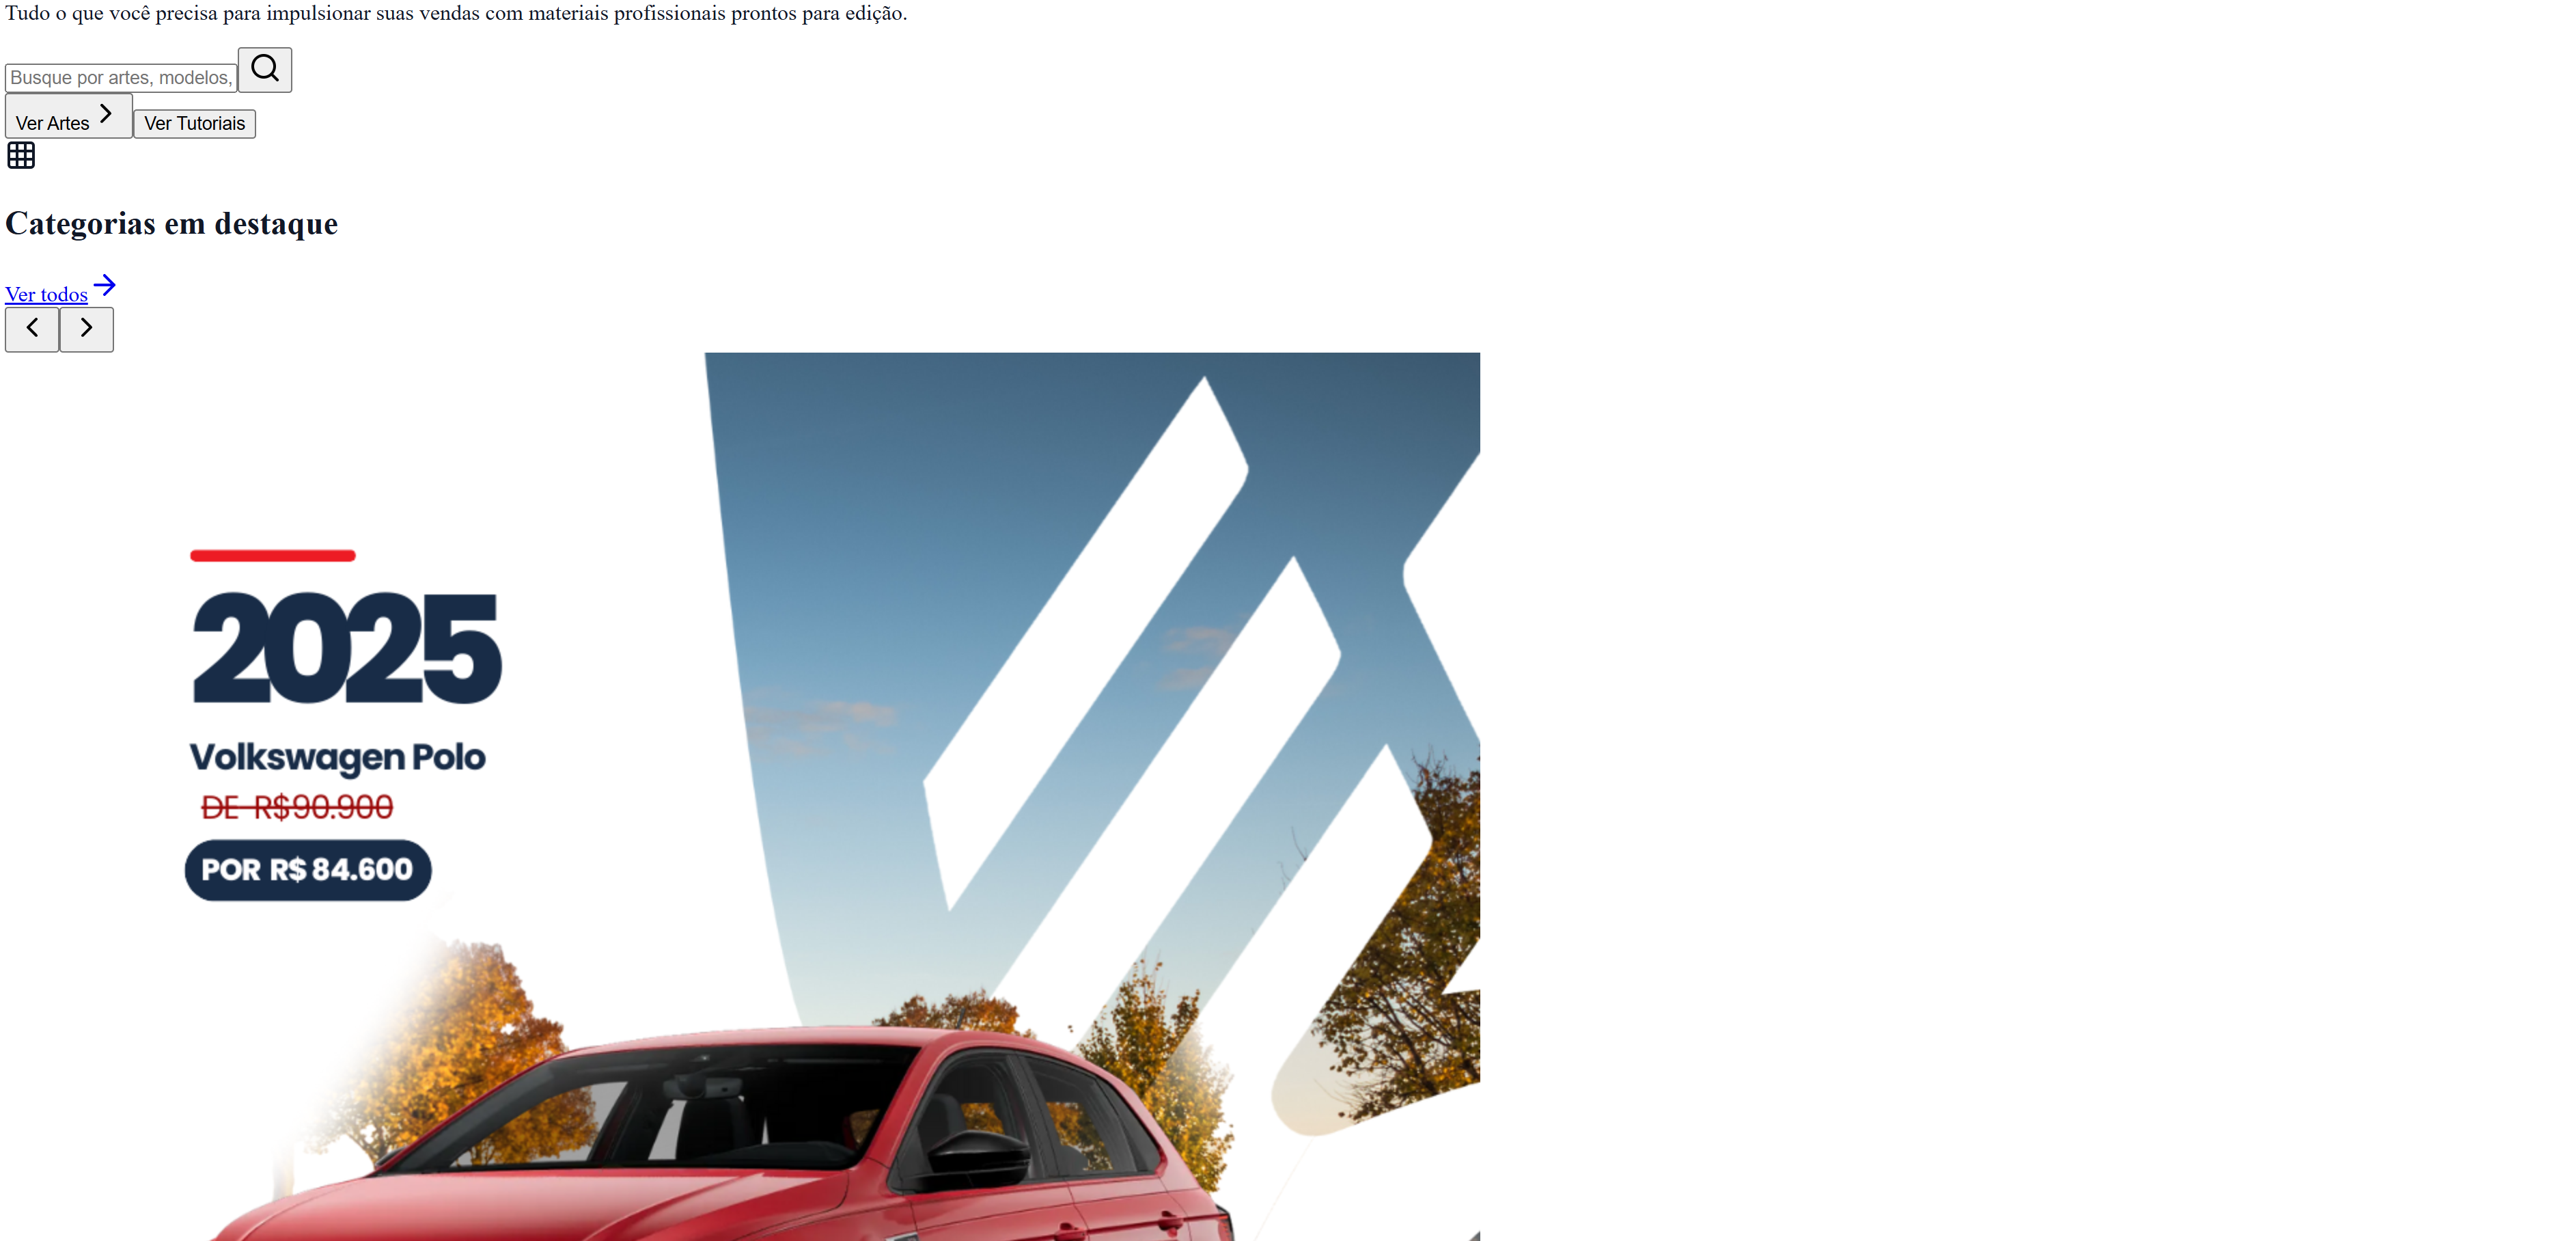 Tudo o que você precisa para impulsionar suas vendas com materiais profissionais prontos para edição.
Busque por artes, modelos,
Ver Artes
Ver Tutoriais
Categorias em destaque
Ver todos
2025
Volkswagen Polo
DE R$90.900
POR R$ 84.600